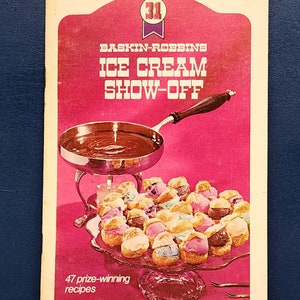 31
BASKIN-ROBBINS
ICE CREAM
SHOW-OFF
47 prize-winning
recipes